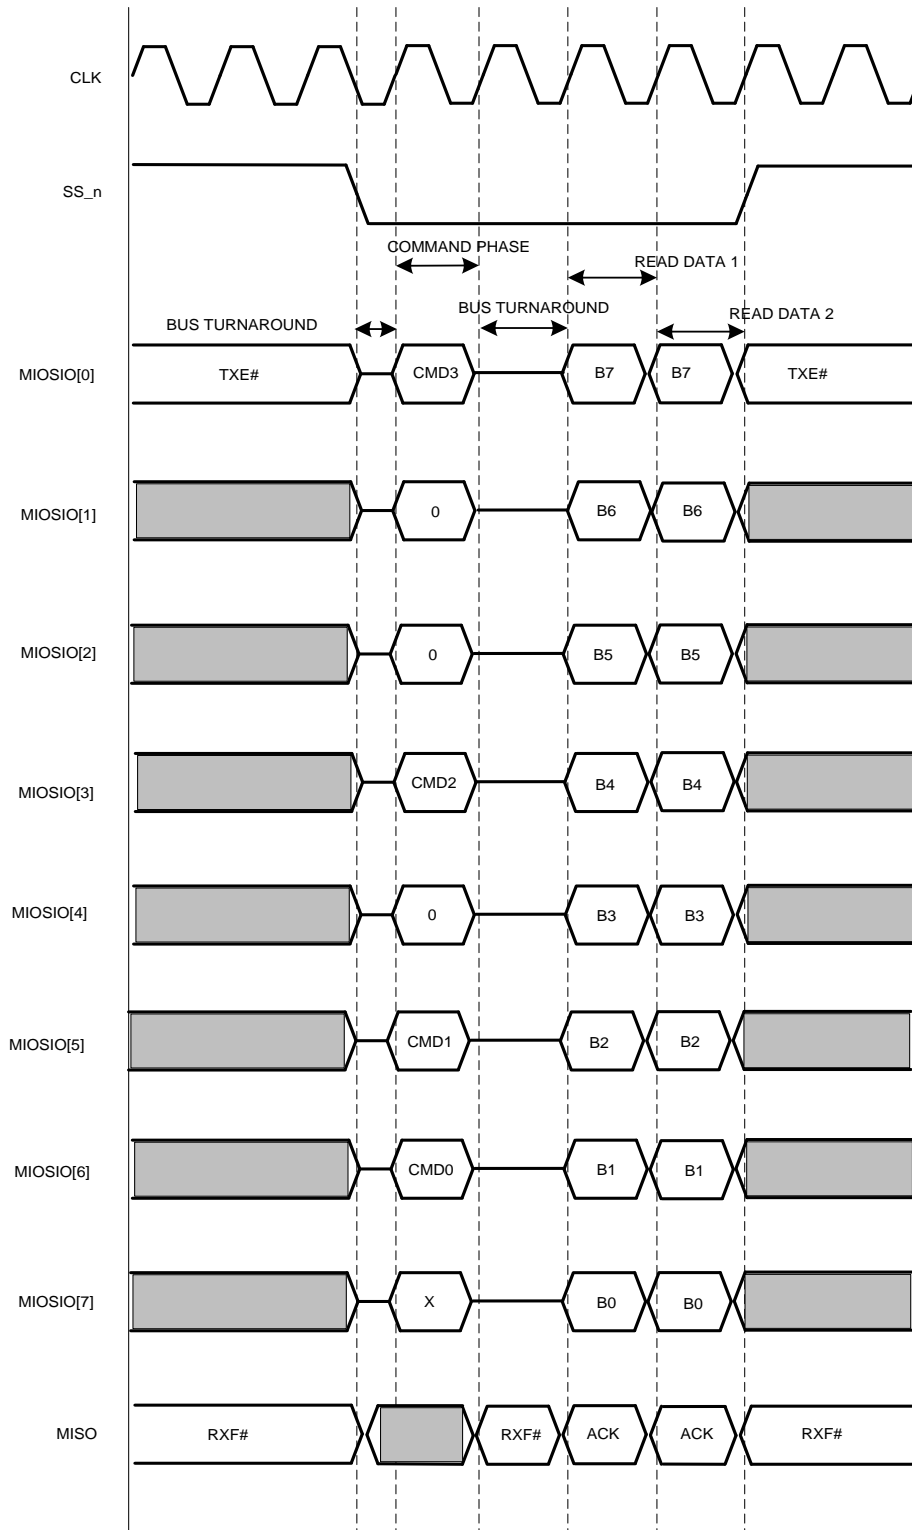 CLK
SS_n
COMMAND PHASE
READ DATA 1
BUS TURNAROUND
BUS TURNAROUND
READ DATA 2
MIOSIO[0] TXE# CMD3 B7 B7 TXE#
MIOSIO[1] 0 B6 B6
MIOSIO[2] 0 B5 B5
MIOSIO[3] CMD2 B4 B4
MIOSIO[4] 0 B3 B3
MIOSIO[5] CMD1 B2 B2
MIOSIO[6] CMD0 B1 B1
MIOSIO[7] X B0 B0
MISO RXF# RXF# ACK ACK RXF#